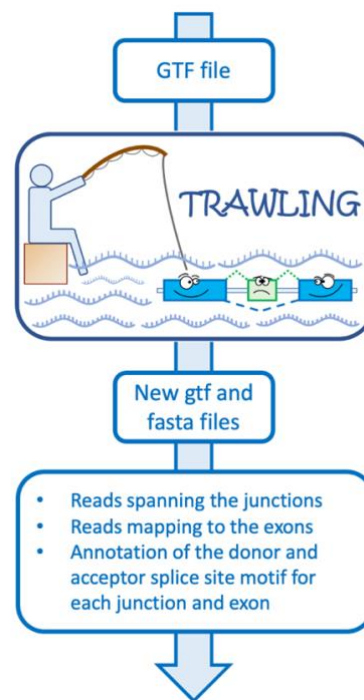 GTF file
TRAWLING
New gtf and
fasta files
• Reads spanning the junctions
• Reads mapping to the exons
• Annotation of the donor and
acceptor splice site motif for
each junction and exon